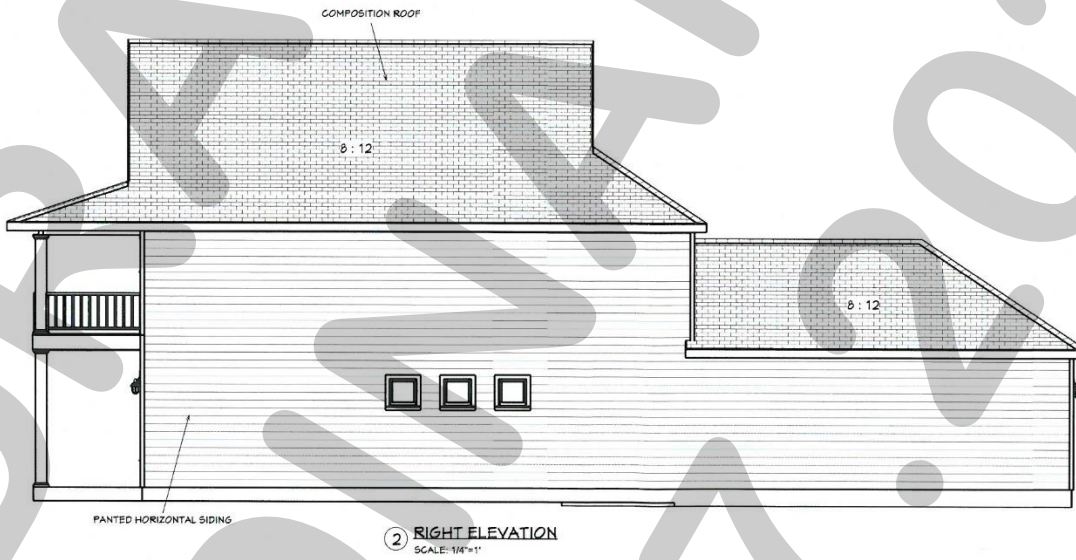 COMPOSITION ROOF
8 : 12
8 : 12
PANTED HORIZONTAL SIDING
2 RIGHT ELEVATION
SCALE: 1/4"=1'